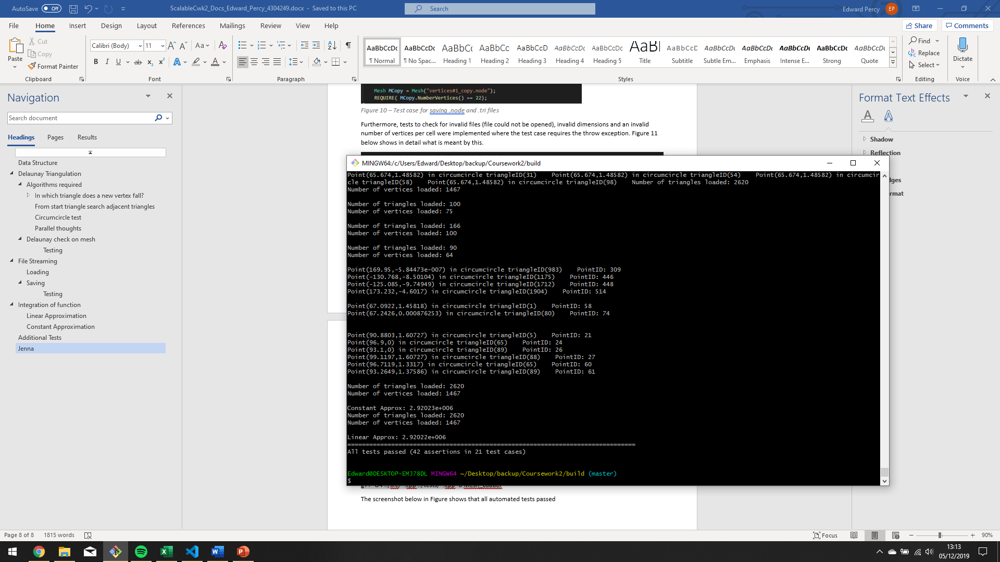 AutoSave Off ScalableCwk2_Docs_Edward_Percy_4304249.docx - Saved to this PC Search Edward Percy EP
File Home Insert Design Layout References Mailings Review View Help Share Comments
Paste Cut Copy Format Painter
Calibri (Body) 11
AaBbCcDc AaBbCcDc AaBbCc AaBbCc AaBbCcD AaBbCcDc AaBbCcDc AaBl AaBbCcD AaBbCcDc AaBbCcDc AaBbCcDc AaBbCcDc AaBbCcDc
¶ Normal ¶ No Spac... Heading 1 Heading 2 Heading 3 Heading 4 Heading 5 Title Subtitle Subtle Em... Emphasis Intense E... Strong Quote
Find Replace Select Dictate
Clipboard Font Paragraph Styles Editing Voice
Navigation
Search document
Headings Pages Results
Data Structure
Delaunay Triangulation
Algorithms required
In which triangle does a new vertex fall?
From start triangle search adjacent triangles
Circumcircle test
Parallel thoughts
Delaunay check on mesh
Testing
File Streaming
Loading
Saving
Testing
Integration of function
Linear Approximation
Constant Approximation
Additional Tests
Jenna
Mesh MCopy = Mesh("vertices#1_copy.node");
REQUIRE( MCopy.NumberVertices() == 22);
Figure 10 – Test case for saving .node and .tri files
Furthermore, tests to check for invalid files (file could not be opened), invalid dimensions and an invalid
number of vertices per cell were implemented where the test case requires the throw exception. Figure 11
below shows in detail what is meant by this.
MINGW64:/c/Users/Edward/Desktop/backup/Coursework2/build
Point(65.674,1.48582) in circumcircle triangleID(31) Point(65.674,1.48582) in circumcircle triangleID(54) Point(65.674,1.48582) in circumcir
cle triangleID(58) Point(65.674,1.48582) in circumcircle triangleID(98) Number of triangles loaded: 2620
Number of vertices loaded: 1467
Number of triangles loaded: 100
Number of vertices loaded: 75
Number of triangles loaded: 166
Number of vertices loaded: 100
Number of triangles loaded: 90
Number of vertices loaded: 64
Point(169.95,-5.84473e-007) in circumcircle triangleID(983) PointID: 309
Point(-130.768,-8.50104) in circumcircle triangleID(1175) PointID: 446
Point(-125.085,-9.74949) in circumcircle triangleID(1712) PointID: 448
Point(173.232,-4.6017) in circumcircle triangleID(1904) PointID: 514
Point(67.0922,1.45818) in circumcircle triangleID(1) PointID: 58
Point(67.2426,0.000876253) in circumcircle triangleID(80) PointID: 74
Point(90.8803,1.60727) in circumcircle triangleID(5) PointID: 21
Point(96.9,0) in circumcircle triangleID(65) PointID: 24
Point(93.1,0) in circumcircle triangleID(89) PointID: 26
Point(99.1197,1.60727) in circumcircle triangleID(88) PointID: 27
Point(96.7119,1.3317) in circumcircle triangleID(65) PointID: 60
Point(93.2649,1.37586) in circumcircle triangleID(89) PointID: 61
Number of triangles loaded: 2620
Number of vertices loaded: 1467
Constant Approx: 2.92023e+006
Number of triangles loaded: 2620
Number of vertices loaded: 1467
Linear Approx: 2.92022e+006
===============================================================================
All tests passed (42 assertions in 21 test cases)
Edward@DESKTOP-EMJ78DL MINGW64 ~/Desktop/backup/Coursework2/build (master)
$
The screenshot below in Figure shows that all automated tests passed
Format Text Effects
Shadow
Reflection
dges
rmat
Page 8 of 8 1815 words Focus 90%
13:13
05/12/2019